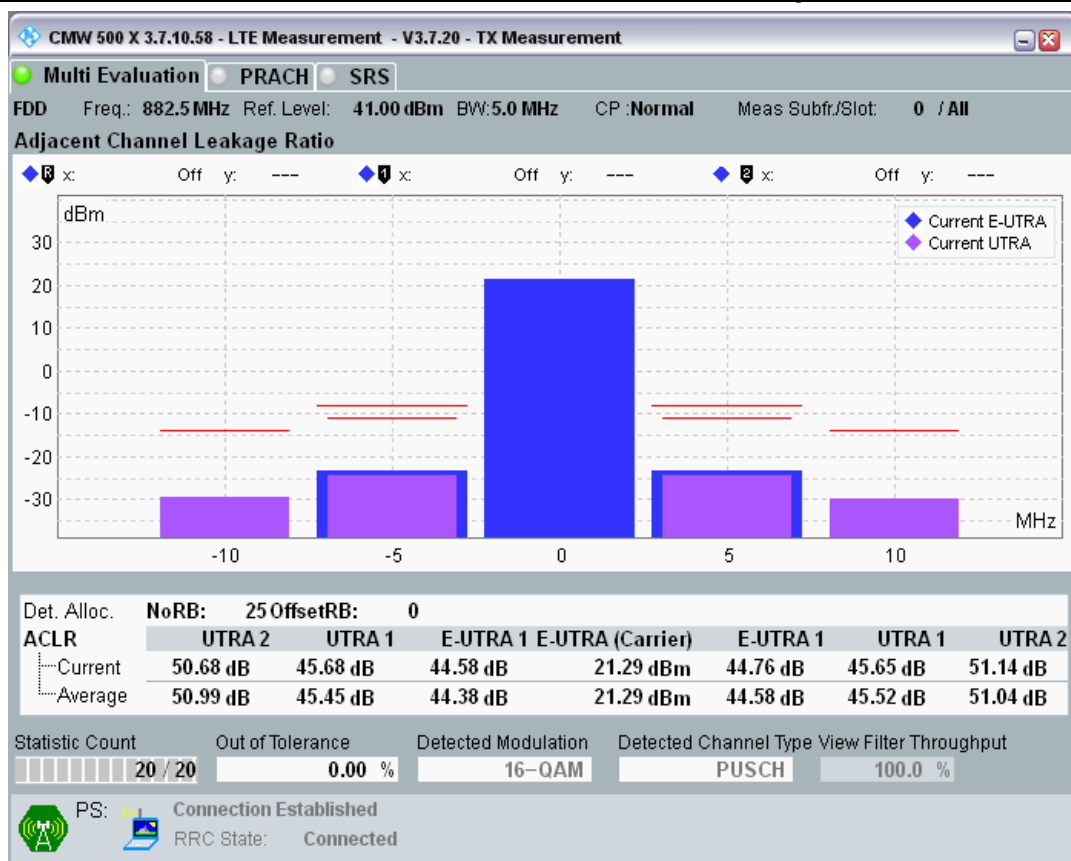 CMW 500 X 3.7.10.58 - LTE Measurement - V3.7.20 - TX Measurement
Multi Evaluation PRACH SRS
FDD Freq.: 882.5 MHz Ref. Level: 41.00 dBm BW:5.0 MHz CP :Normal Meas Subfr./Slot: 0 / All
Adjacent Channel Leakage Ratio
R x: Off y: --- 1 x: Off y: --- 2 x: Off y: ---
dBm
Current E-UTRA
Current UTRA
30
20
10
0
-10
-20
-30
MHz
-10 -5 0 5 10
Det. Alloc. NoRB: 25 OffsetRB: 0
ACLR UTRA 2 UTRA 1 E-UTRA 1 E-UTRA (Carrier) E-UTRA 1 UTRA 1 UTRA 2
Current 50.68 dB 45.68 dB 44.58 dB 21.29 dBm 44.76 dB 45.65 dB 51.14 dB
Average 50.99 dB 45.45 dB 44.38 dB 21.29 dBm 44.58 dB 45.52 dB 51.04 dB
Statistic Count Out of Tolerance Detected Modulation Detected Channel Type View Filter Throughput
20 / 20 0.00 % 16-QAM PUSCH 100.0 %
PS: Connection Established
RRC State: Connected